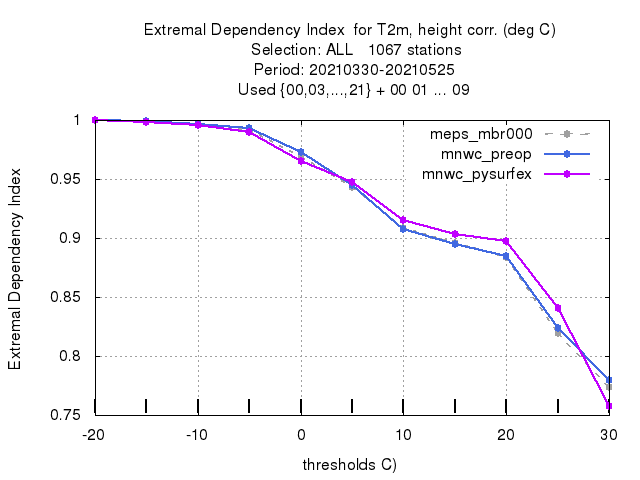 Extremal Dependency Index  for T2m, height corr. (deg C)
Selection: ALL   1067 stations
Period: 20210330-20210525
Used {00,03,...,21} + 00 01 ... 09
meps_mbr000
mnwc_preop
mnwc_pysurfex
Extremal Dependency Index
1
0.95
0.9
0.85
0.8
0.75
-20 -10 0 10 20 30
thresholds C)